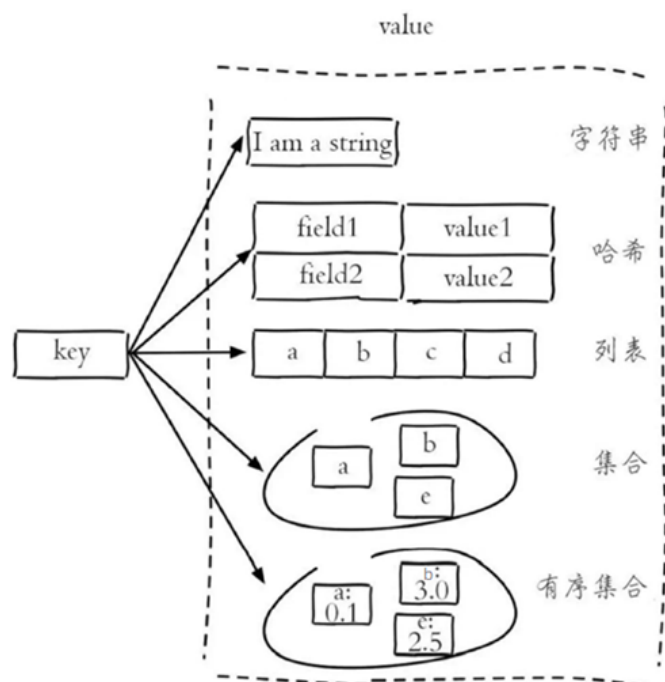 value
I am a string
字符串
field1 value1
哈希
field2 value2
key
a b c d
列表
b
a
集合
e
b:
a: 3.0
有序集合
0.1 e:
2.5